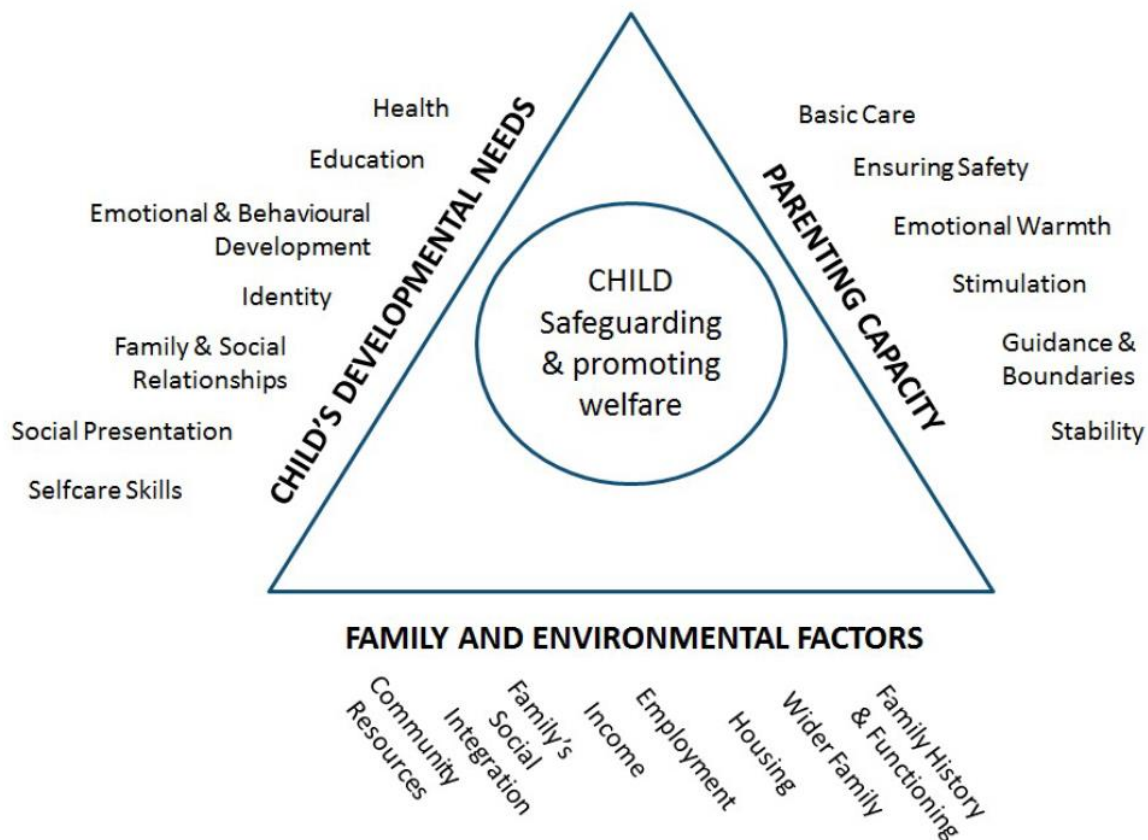 Health
Education
Emotional & Behavioural
Development
Identity
Family & Social
Relationships
Social Presentation
Selfcare Skills
CHILD'S DEVELOPMENTAL NEEDS
CHILD
Safeguarding
& promoting
welfare
PARENTING CAPACITY
Basic Care
Ensuring Safety
Emotional Warmth
Stimulation
Guidance &
Boundaries
Stability
FAMILY AND ENVIRONMENTAL FACTORS
Community
Resources
Family's
Social
Integration
Income
Employment
Housing
Wider Family
Family History
& Functioning